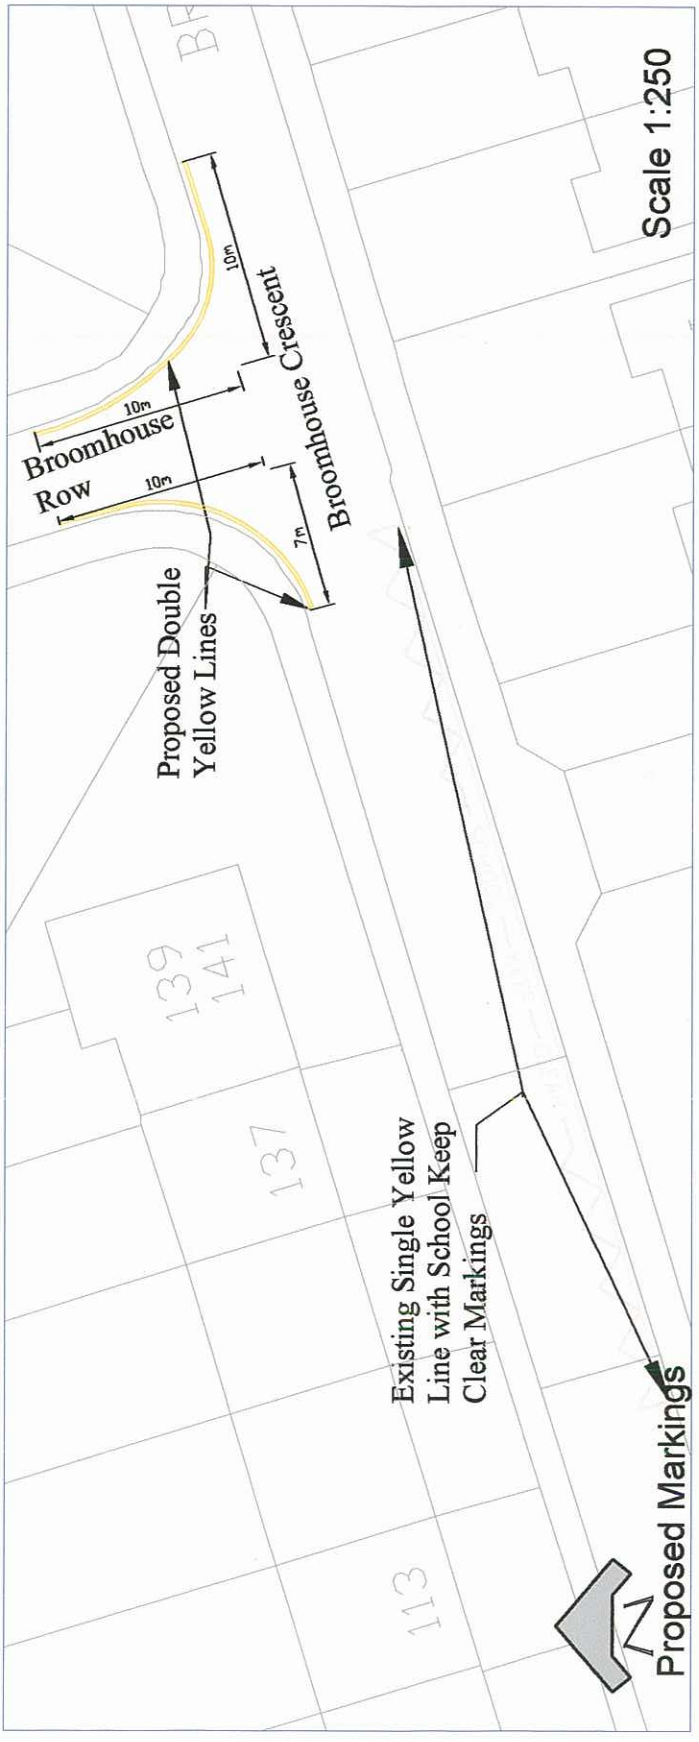 BR
10m
Broomhouse Crescent
10m
Broomhouse
Row
10m
7m
Proposed Double
Yellow Lines
139
141
137
Existing Single Yellow
Line with School Keep
Clear Markings
113
N
Proposed Markings
Scale 1:250